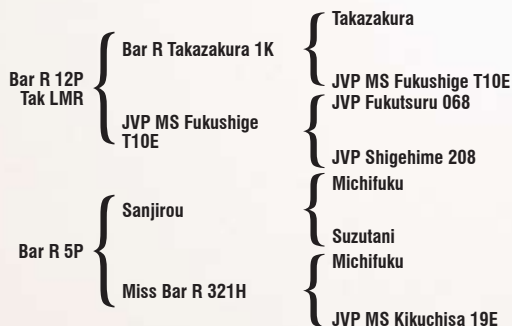 Takazakura
Bar R Takazakura 1K
JVP MS Fukushige T10E
Bar R 12P
Tak LMR
JVP Fukutsuru 068
JVP MS Fukushige
T10E
JVP Shigehime 208
Michifuku
Sanjirou
Suzutani
Bar R 5P
Michifuku
Miss Bar R 321H
JVP MS Kikuchisa 19E